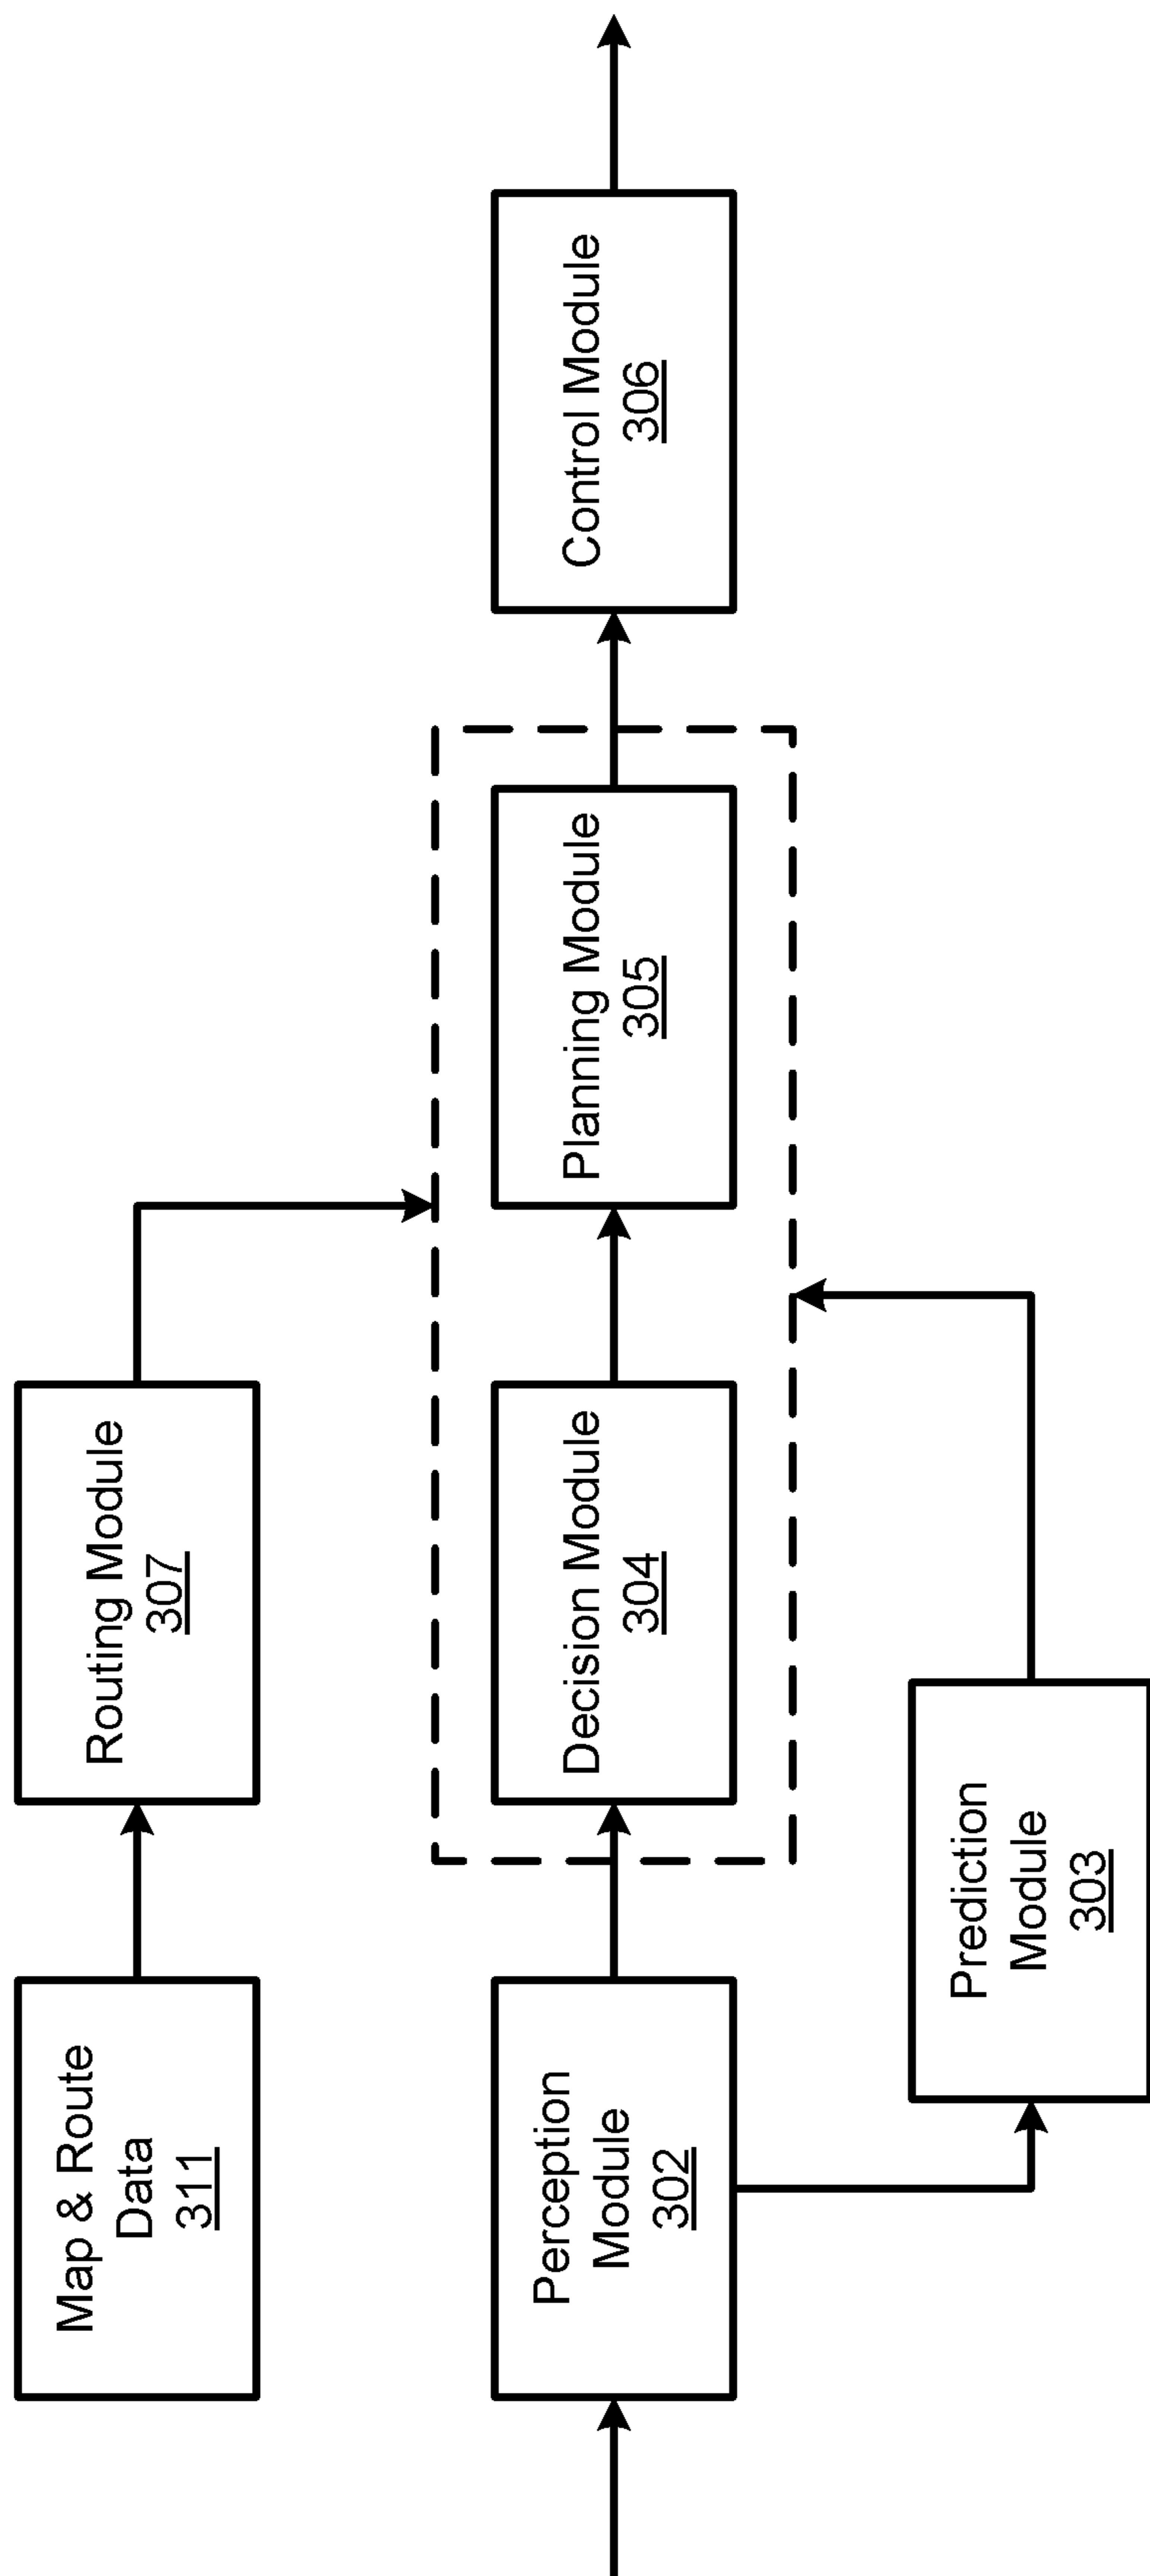 Map & Route
Data
311
Routing Module
307
Perception
Module
302
Decision Module
304
Planning Module
305
Control Module
306
Prediction
Module
303